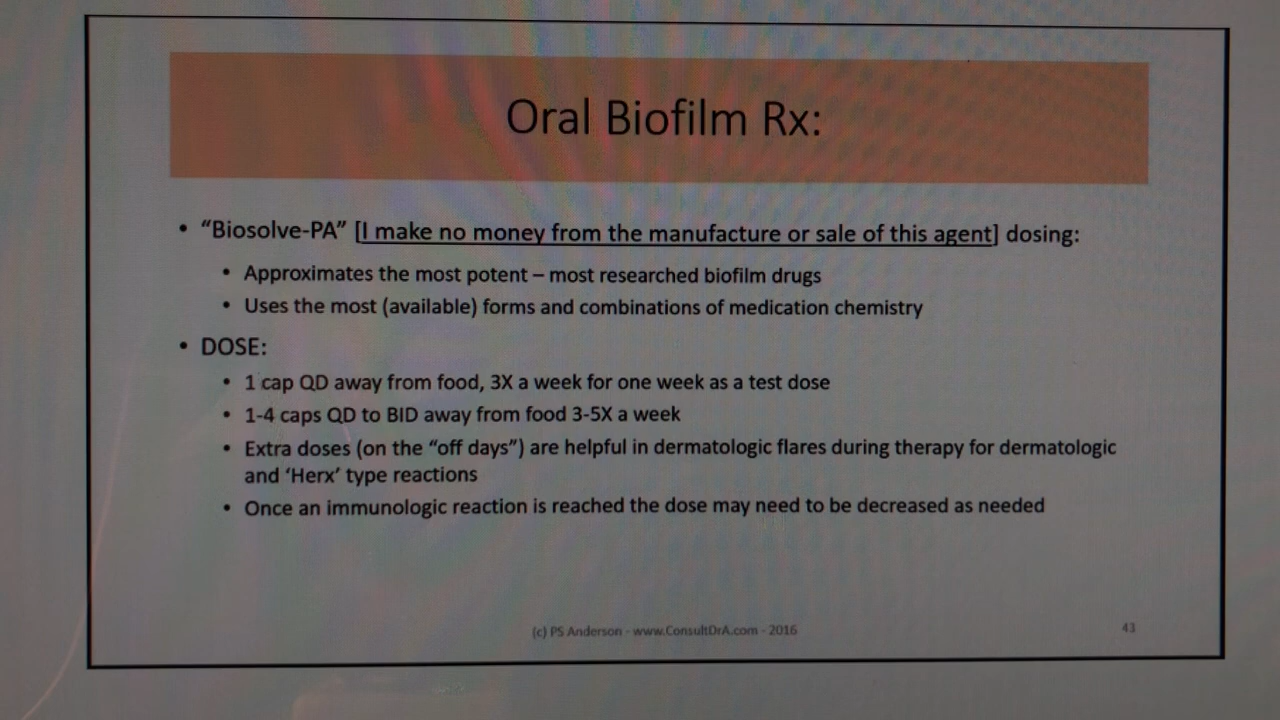 Oral Biofilm Rx:
• “Biosolve-PA” [I make no money from the manufacture or sale of this agent] dosing:
• Approximates the most potent – most researched biofilm drugs
• Uses the most (available) forms and combinations of medication chemistry
• DOSE:
• 1 cap QD away from food, 3X a week for one week as a test dose
• 1-4 caps QD to BID away from food 3-5X a week
• Extra doses (on the “off days”) are helpful in dermatologic flares during therapy for dermatologic
and ‘Herx’ type reactions
• Once an immunologic reaction is reached the dose may need to be decreased as needed
(c) PS Anderson - www.ConsultDrA.com - 2016
43